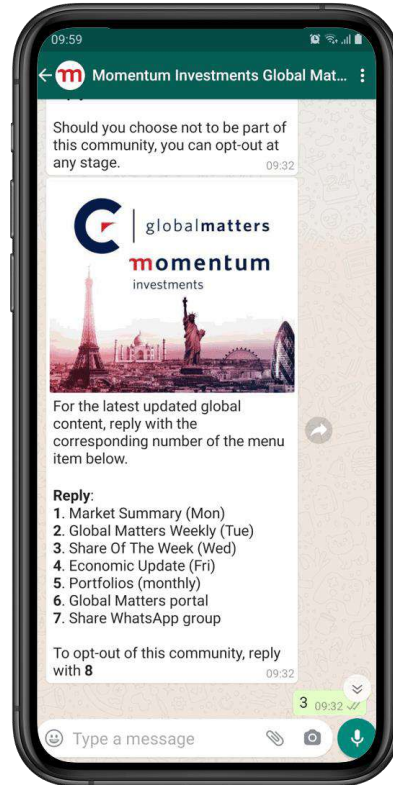 09:59
m Momentum Investments Global Mat...
Should you choose not to be part of
this community, you can opt-out at
any stage.
09:32
globalmatters
momentum
investments
For the latest updated global
content, reply with the
corresponding number of the menu
item below.
Reply:
1. Market Summary (Mon)
2. Global Matters Weekly (Tue)
3. Share Of The Week (Wed)
4. Economic Update (Fri)
5. Portfolios (monthly)
6. Global Matters portal
7. Share WhatsApp group
To opt-out of this community, reply
with 8
09:32
3 09:32
Type a message